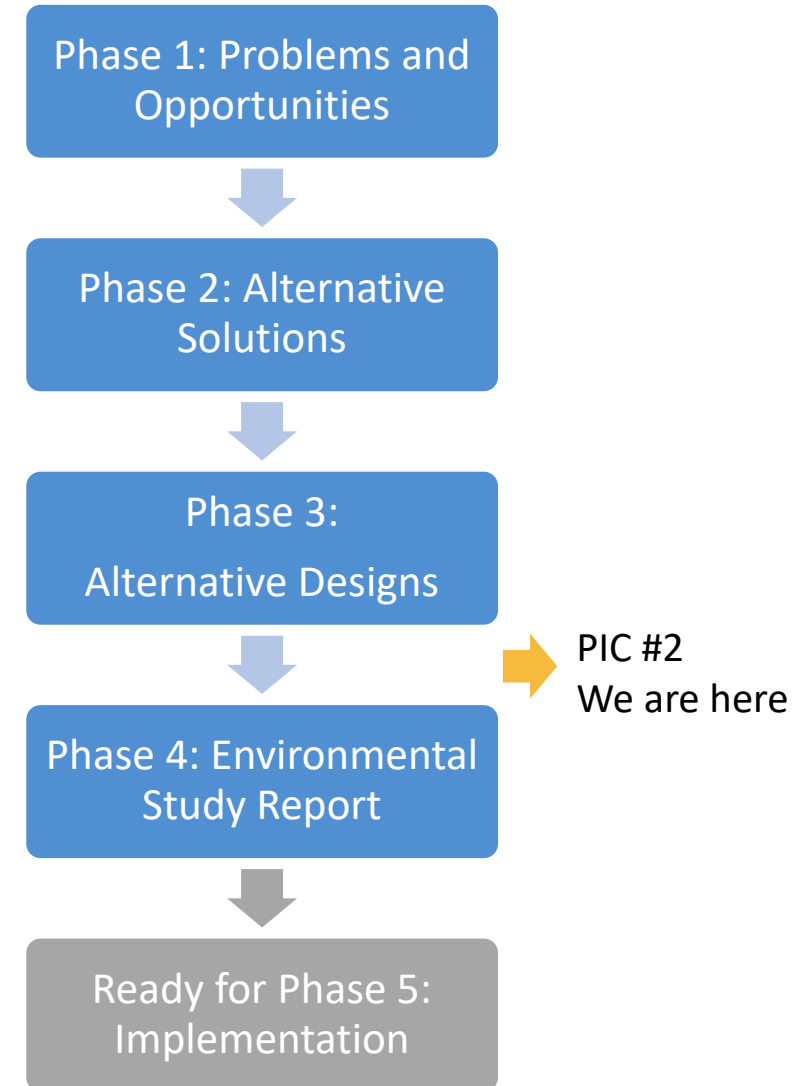 Phase 1: Problems and
Opportunities
Phase 2: Alternative
Solutions
Phase 3:
Alternative Designs
PIC #2
We are here
Phase 4: Environmental
Study Report
Ready for Phase 5:
Implementation